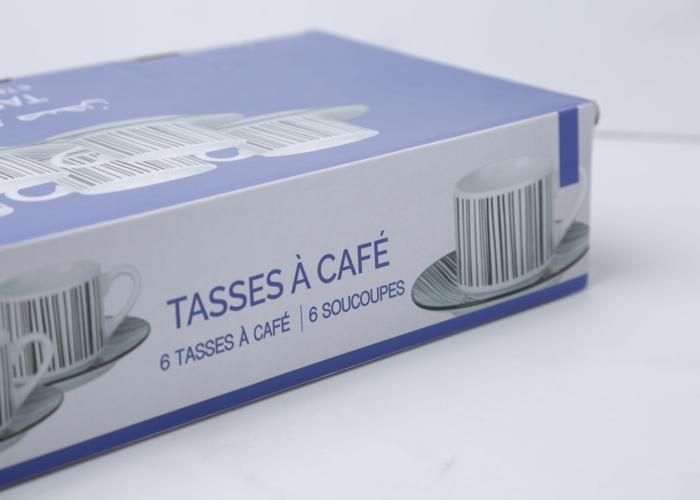 TASSES À CAFÉ
6 TASSES À CAFÉ | 6 SOUCOUPES